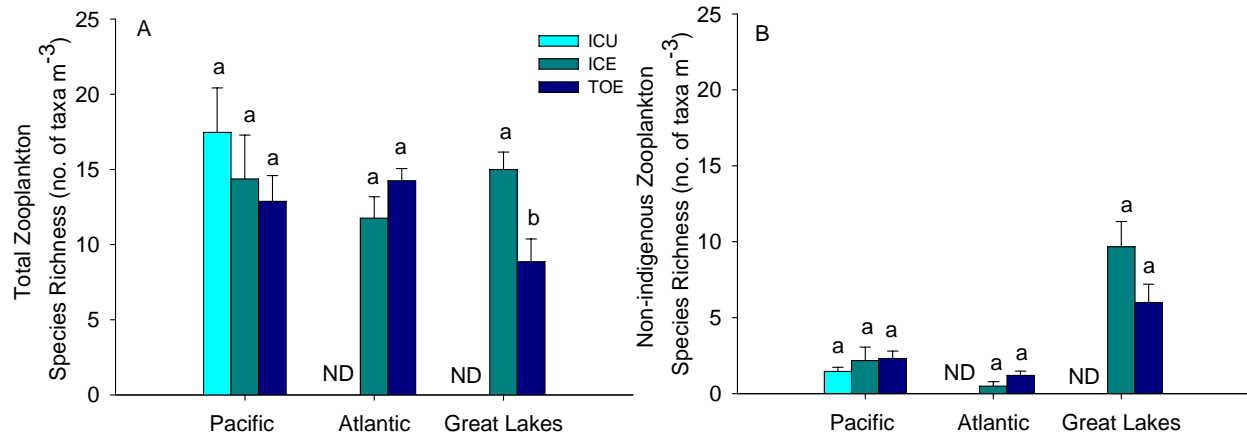 A
Total Zooplankton
Species Richness (no. of taxa m-3)
25
20
15
10
5
0
ICU
ICE
TOE
a
a
a
ND
a
a
ND
a
b
Pacific
Atlantic
Great Lakes
B
Non-indigenous Zooplankton
Species Richness (no. of taxa m-3)
25
20
15
10
5
0
a
a
a
ND
a
a
ND
a
a
Pacific
Atlantic
Great Lakes